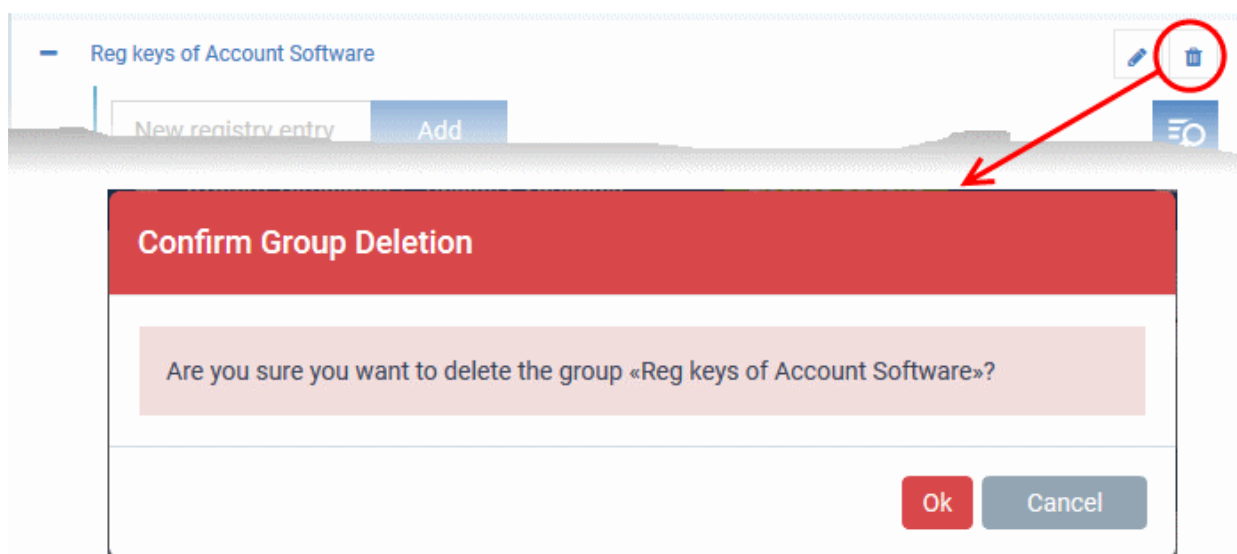 Reg keys of Account Software
New registry entry Add
Confirm Group Deletion
Are you sure you want to delete the group «Reg keys of Account Software»?
Ok Cancel